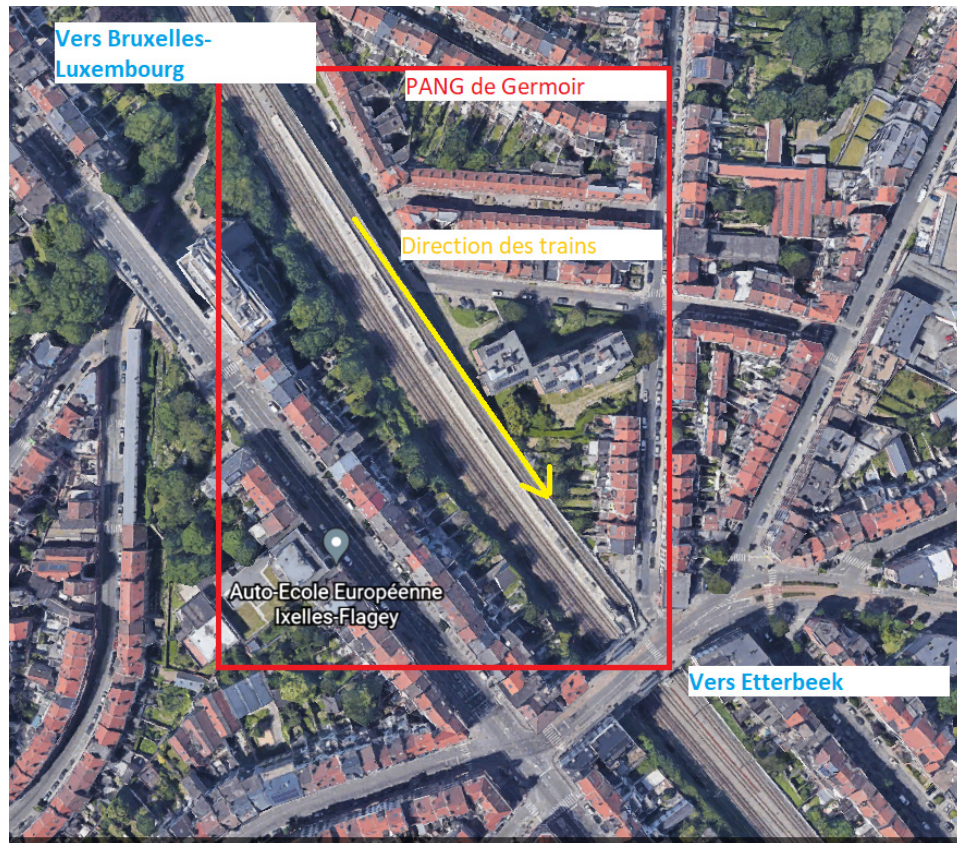 Vers Bruxelles-
Luxembourg
PANG de Germoir
Direction des trains
Auto-Ecole Européenne
Ixelles-Flagey
Vers Etterbeek